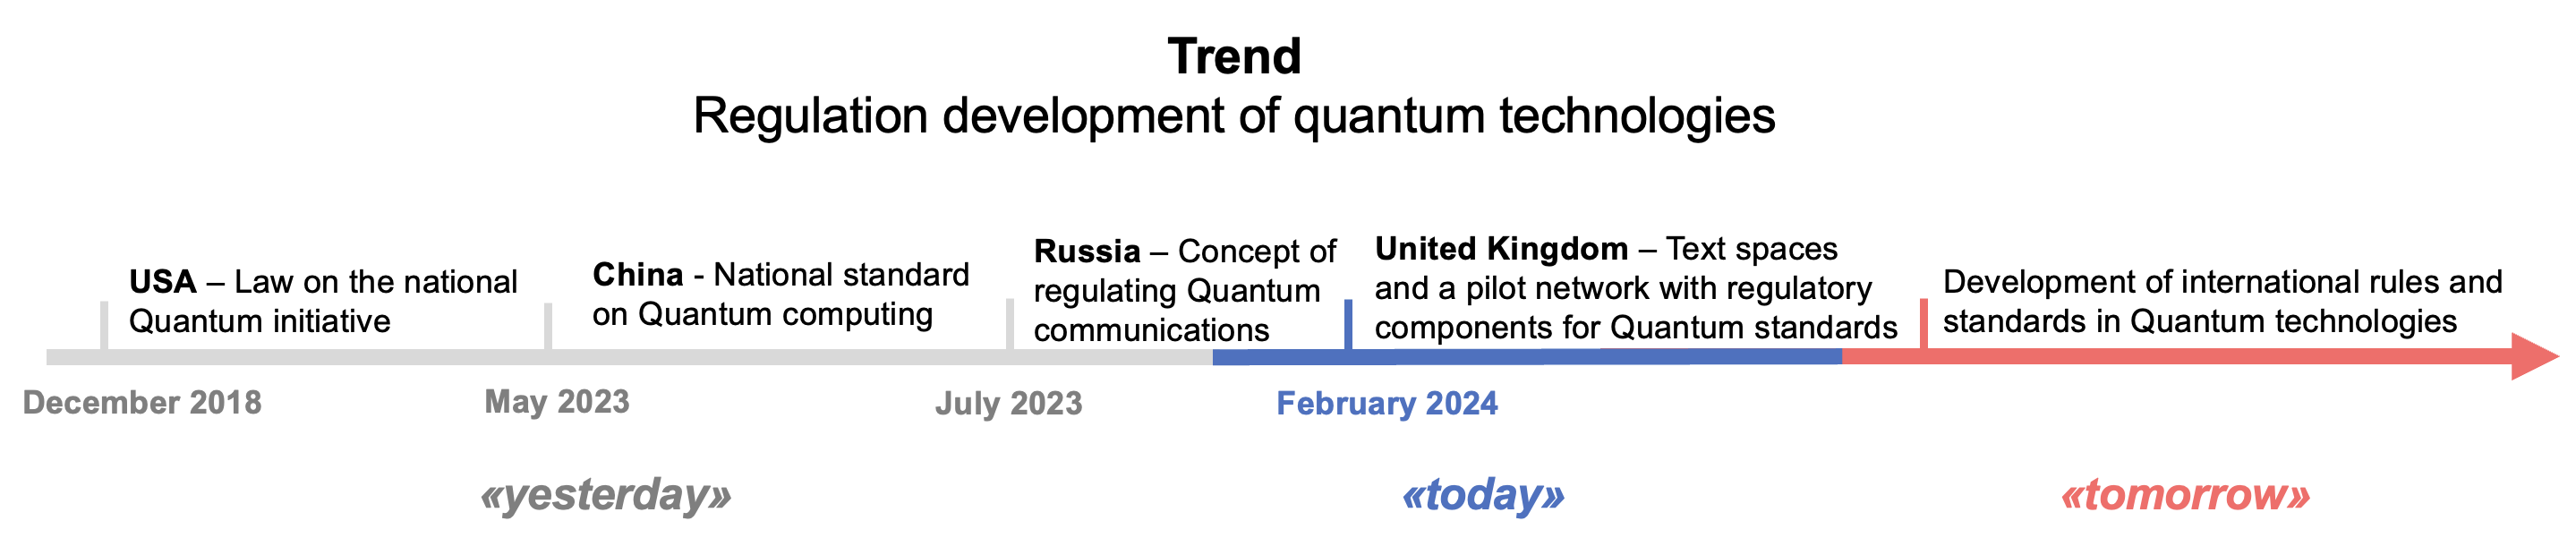 Trend
Regulation development of quantum technologies
USA – Law on the national
Quantum initiative
China - National standard
on Quantum computing
Russia – Concept of
regulating Quantum
communications
United Kingdom – Text spaces
and a pilot network with regulatory
components for Quantum standards
Development of international rules and
standards in Quantum technologies
December 2018
May 2023
July 2023
February 2024
«yesterday»
«today»
«tomorrow»